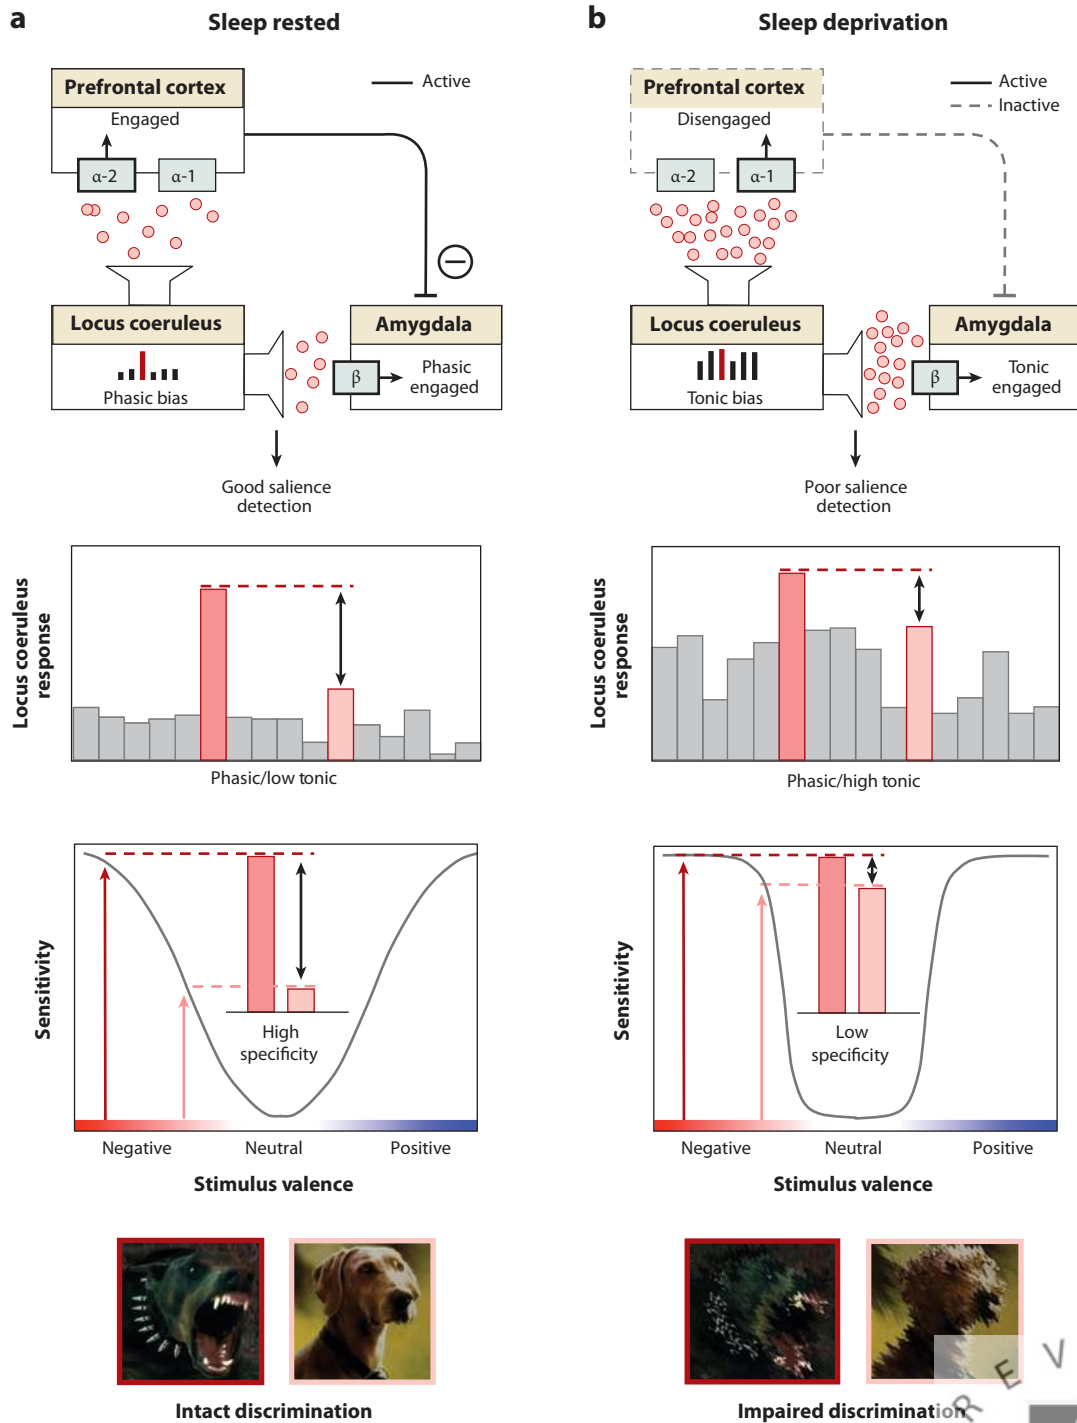 a
Sleep rested
Prefrontal cortex
Engaged
α-2
α-1
Active
Locus coeruleus
Phasic bias
Amygdala
β
Phasic
engaged
Good salience
detection
Locus coeruleus
response
Phasic/low tonic
Sensitivity
High
specificity
Negative
Neutral
Positive
Stimulus valence
Intact discrimination
b
Sleep deprivation
Prefrontal cortex
Disengaged
α-2
α-1
Active
Inactive
Locus coeruleus
Tonic bias
Amygdala
β
Tonic
engaged
Poor salience
detection
Locus coeruleus
response
Phasic/high tonic
Sensitivity
Low
specificity
Negative
Neutral
Positive
Stimulus valence
Impaired discrimination
R E V